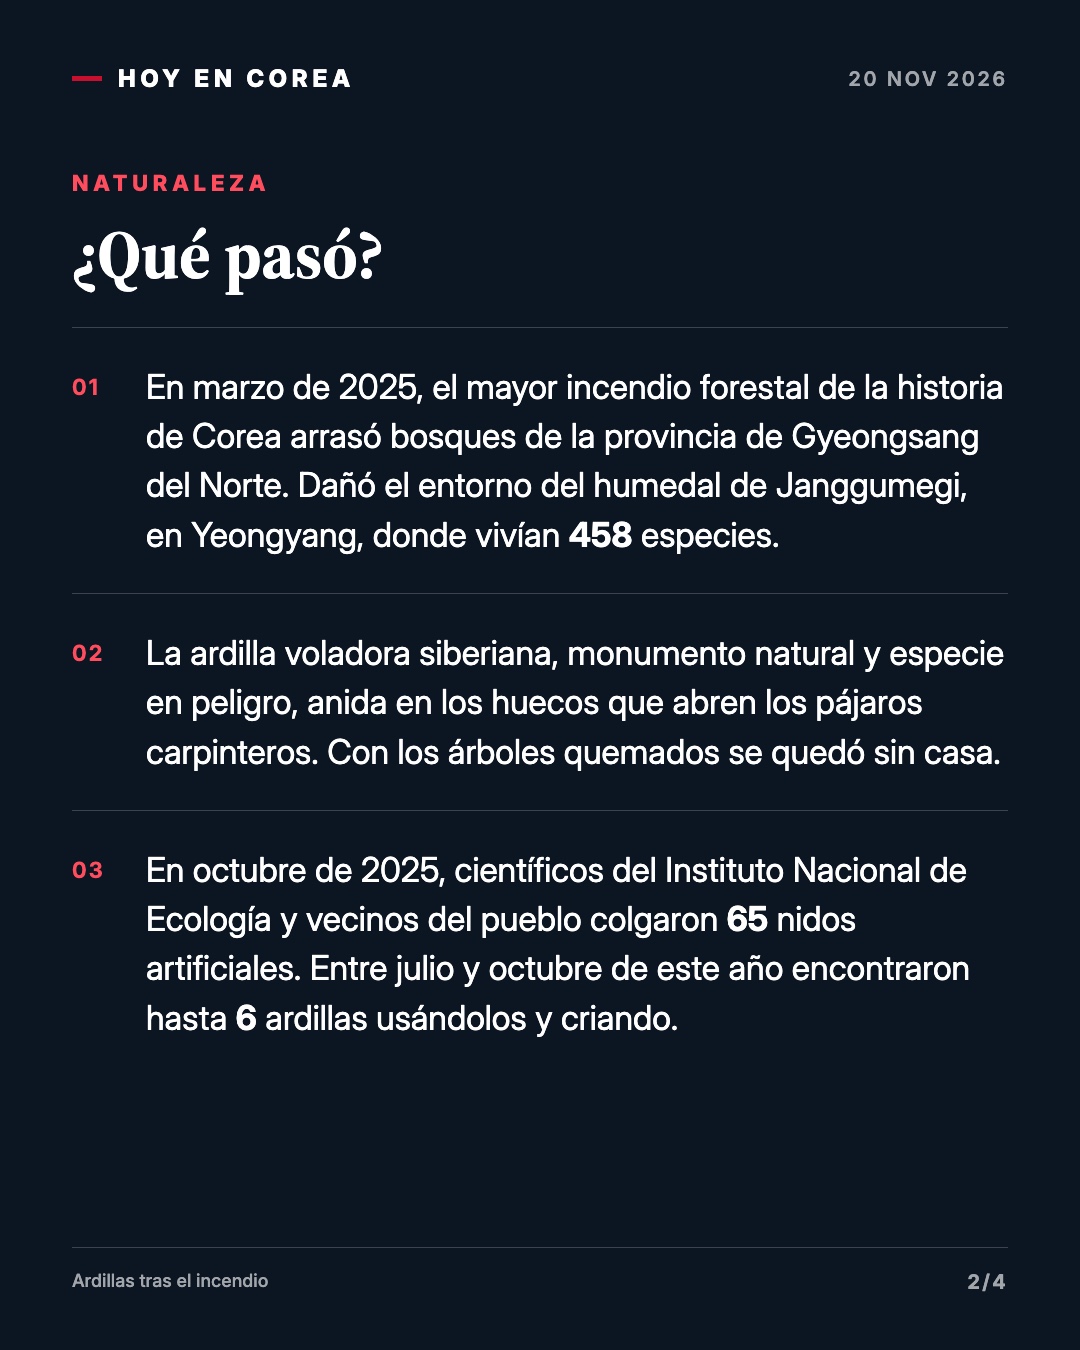 HOY EN COREA
20 NOV 2026
NATURALEZA
¿Qué pasó?
01
En marzo de 2025, el mayor incendio forestal de la historia
de Corea arrasó bosques de la provincia de Gyeongsang
del Norte. Dañó el entorno del humedal de Janggumegi,
en Yeongyang, donde vivían 458 especies.
02
La ardilla voladora siberiana, monumento natural y especie
en peligro, anida en los huecos que abren los pájaros
carpinteros. Con los árboles quemados se quedó sin casa.
03
En octubre de 2025, científicos del Instituto Nacional de
Ecología y vecinos del pueblo colgaron 65 nidos
artificiales. Entre julio y octubre de este año encontraron
hasta 6 ardillas usándolos y criando.
Ardillas tras el incendio
2/4